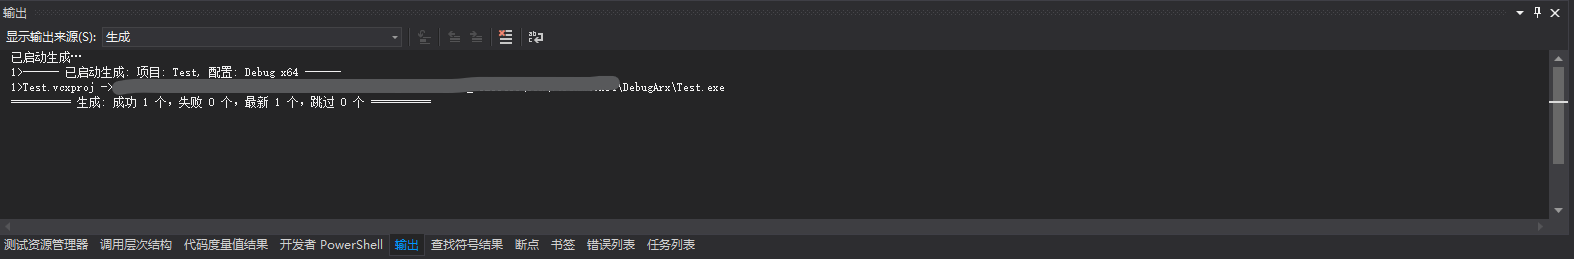 输出
显示输出来源(S): 生成
已启动生成…
1>—— 已启动生成: 项目: Test, 配置: Debug x64 ——
1>Test.vcxproj -> \DebugArx\Test.exe
========== 生成: 成功 1 个，失败 0 个，最新 1 个，跳过 0 个 ==========
测试资源管理器 调用层次结构 代码度量值结果 开发者 PowerShell 输出 查找符号结果 断点 书签 错误列表 任务列表